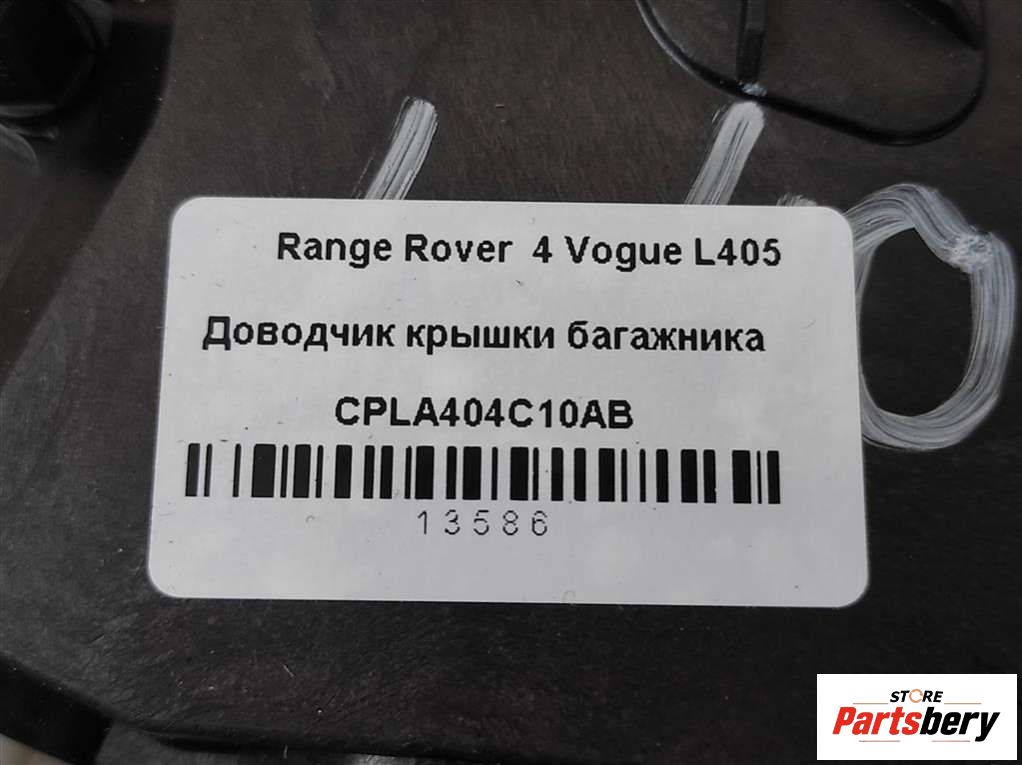 Range Rover 4 Vogue L405
Доводчик крышки багажника
CPLA404C10AB
13586
STORE
Partsbery